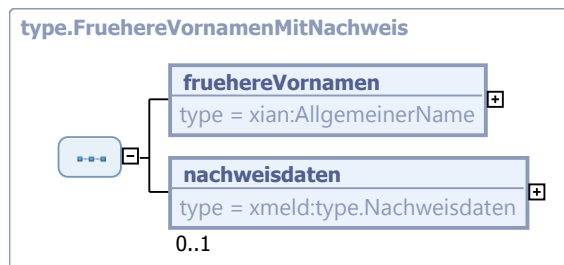 type.FruehereVornamenMitNachweis
fruehereVornamen
type = xian:AllgemeinerName
nachweisdaten
type = xmeld:type.Nachweisdaten
0..1